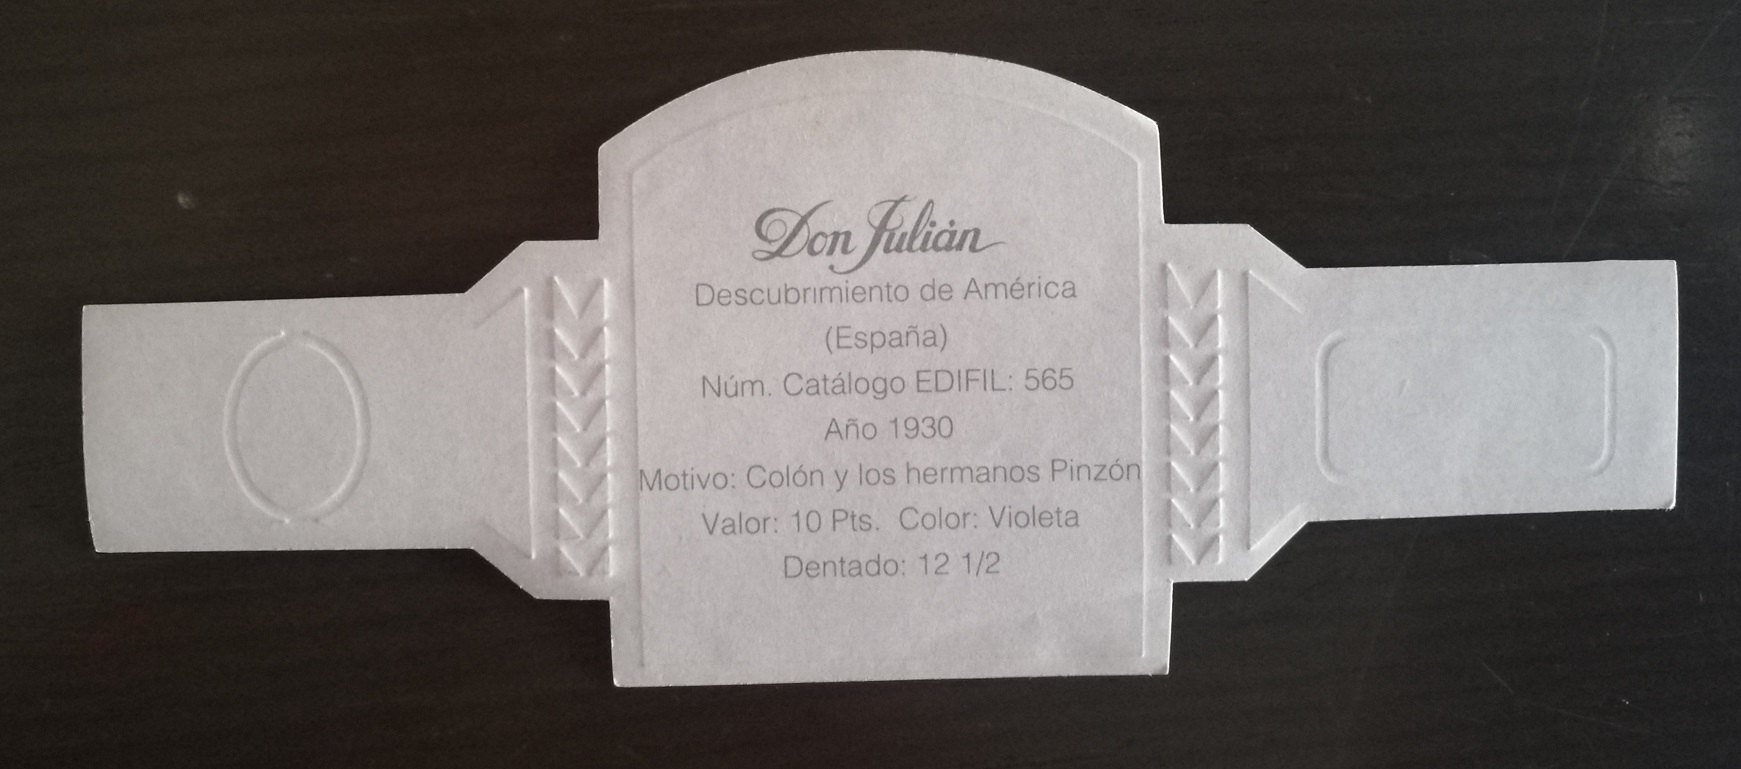 Don Julián
Descubrimiento de América
(España)
Núm. Catálogo EDIFIL: 565
Año 1930
Motivo: Colón y los hermanos Pinzón
Valor: 10 Pts. Color: Violeta
Dentado: 12 1/2